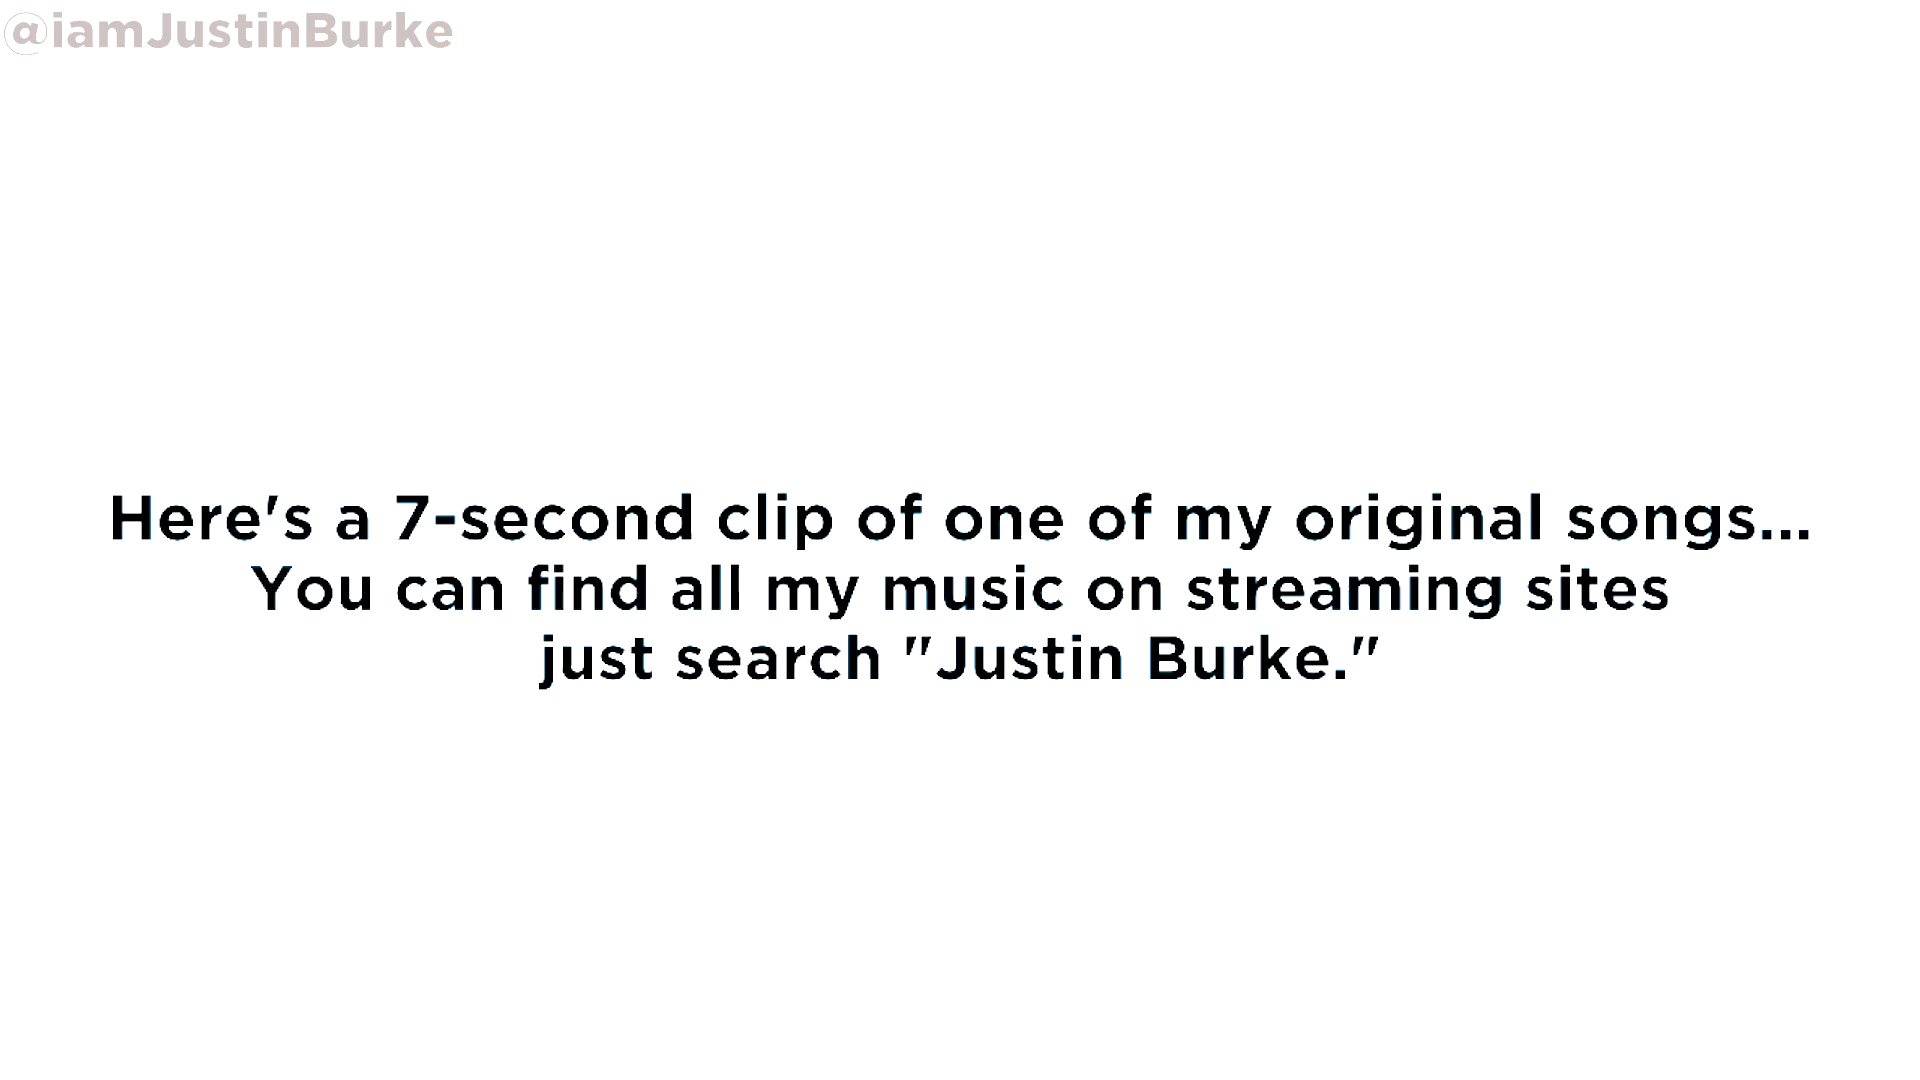 @iamJustinBurke
Here's a 7-second clip of one of my original songs...
You can find all my music on streaming sites
just search "Justin Burke."